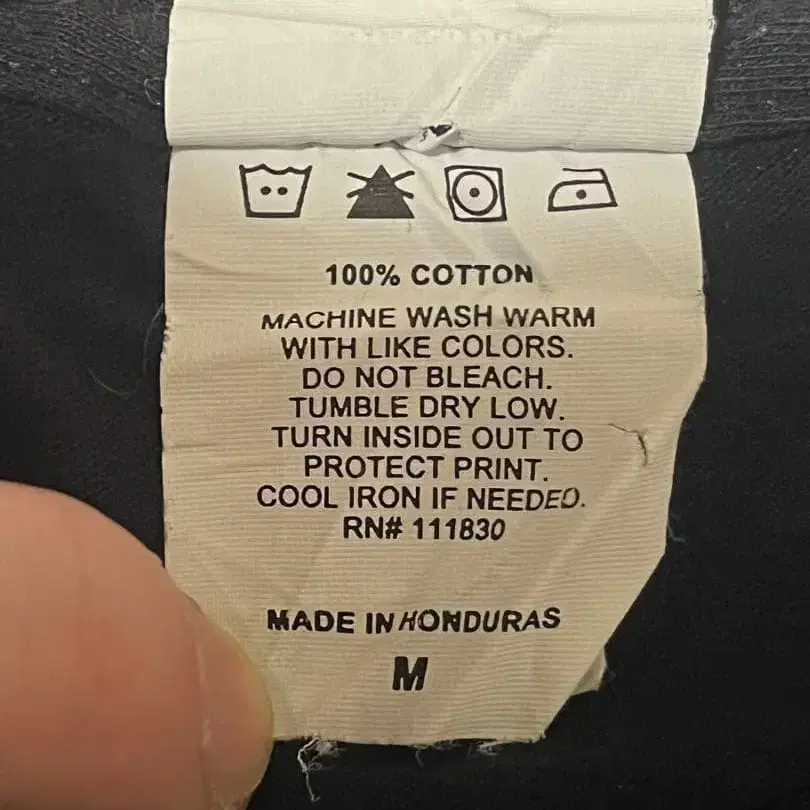 100% COTTON
MACHINE WASH WARM
WITH LIKE COLORS.
DO NOT BLEACH.
TUMBLE DRY LOW.
TURN INSIDE OUT TO
PROTECT PRINT.
COOL IRON IF NEEDED.
RN# 111830
MADE IN HONDURAS
M